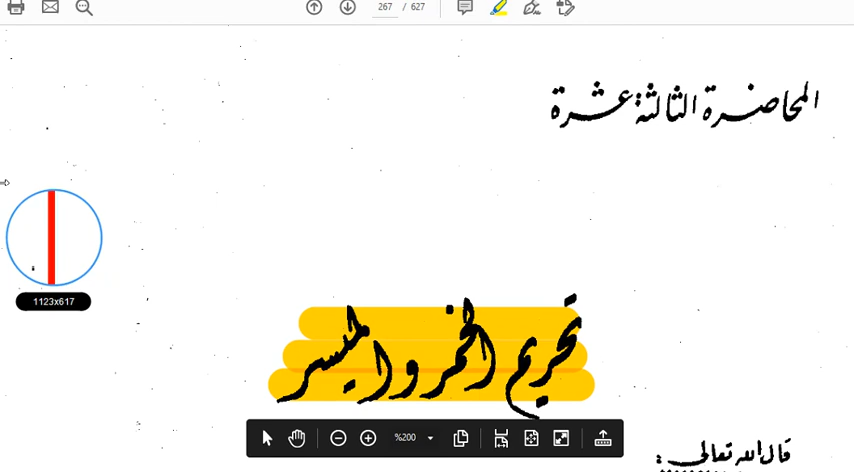 267 / 627
المحاضرة الثالثة عشرة
1123x617
تحريم الخمر والميسر
%200
قال الله تعالى :